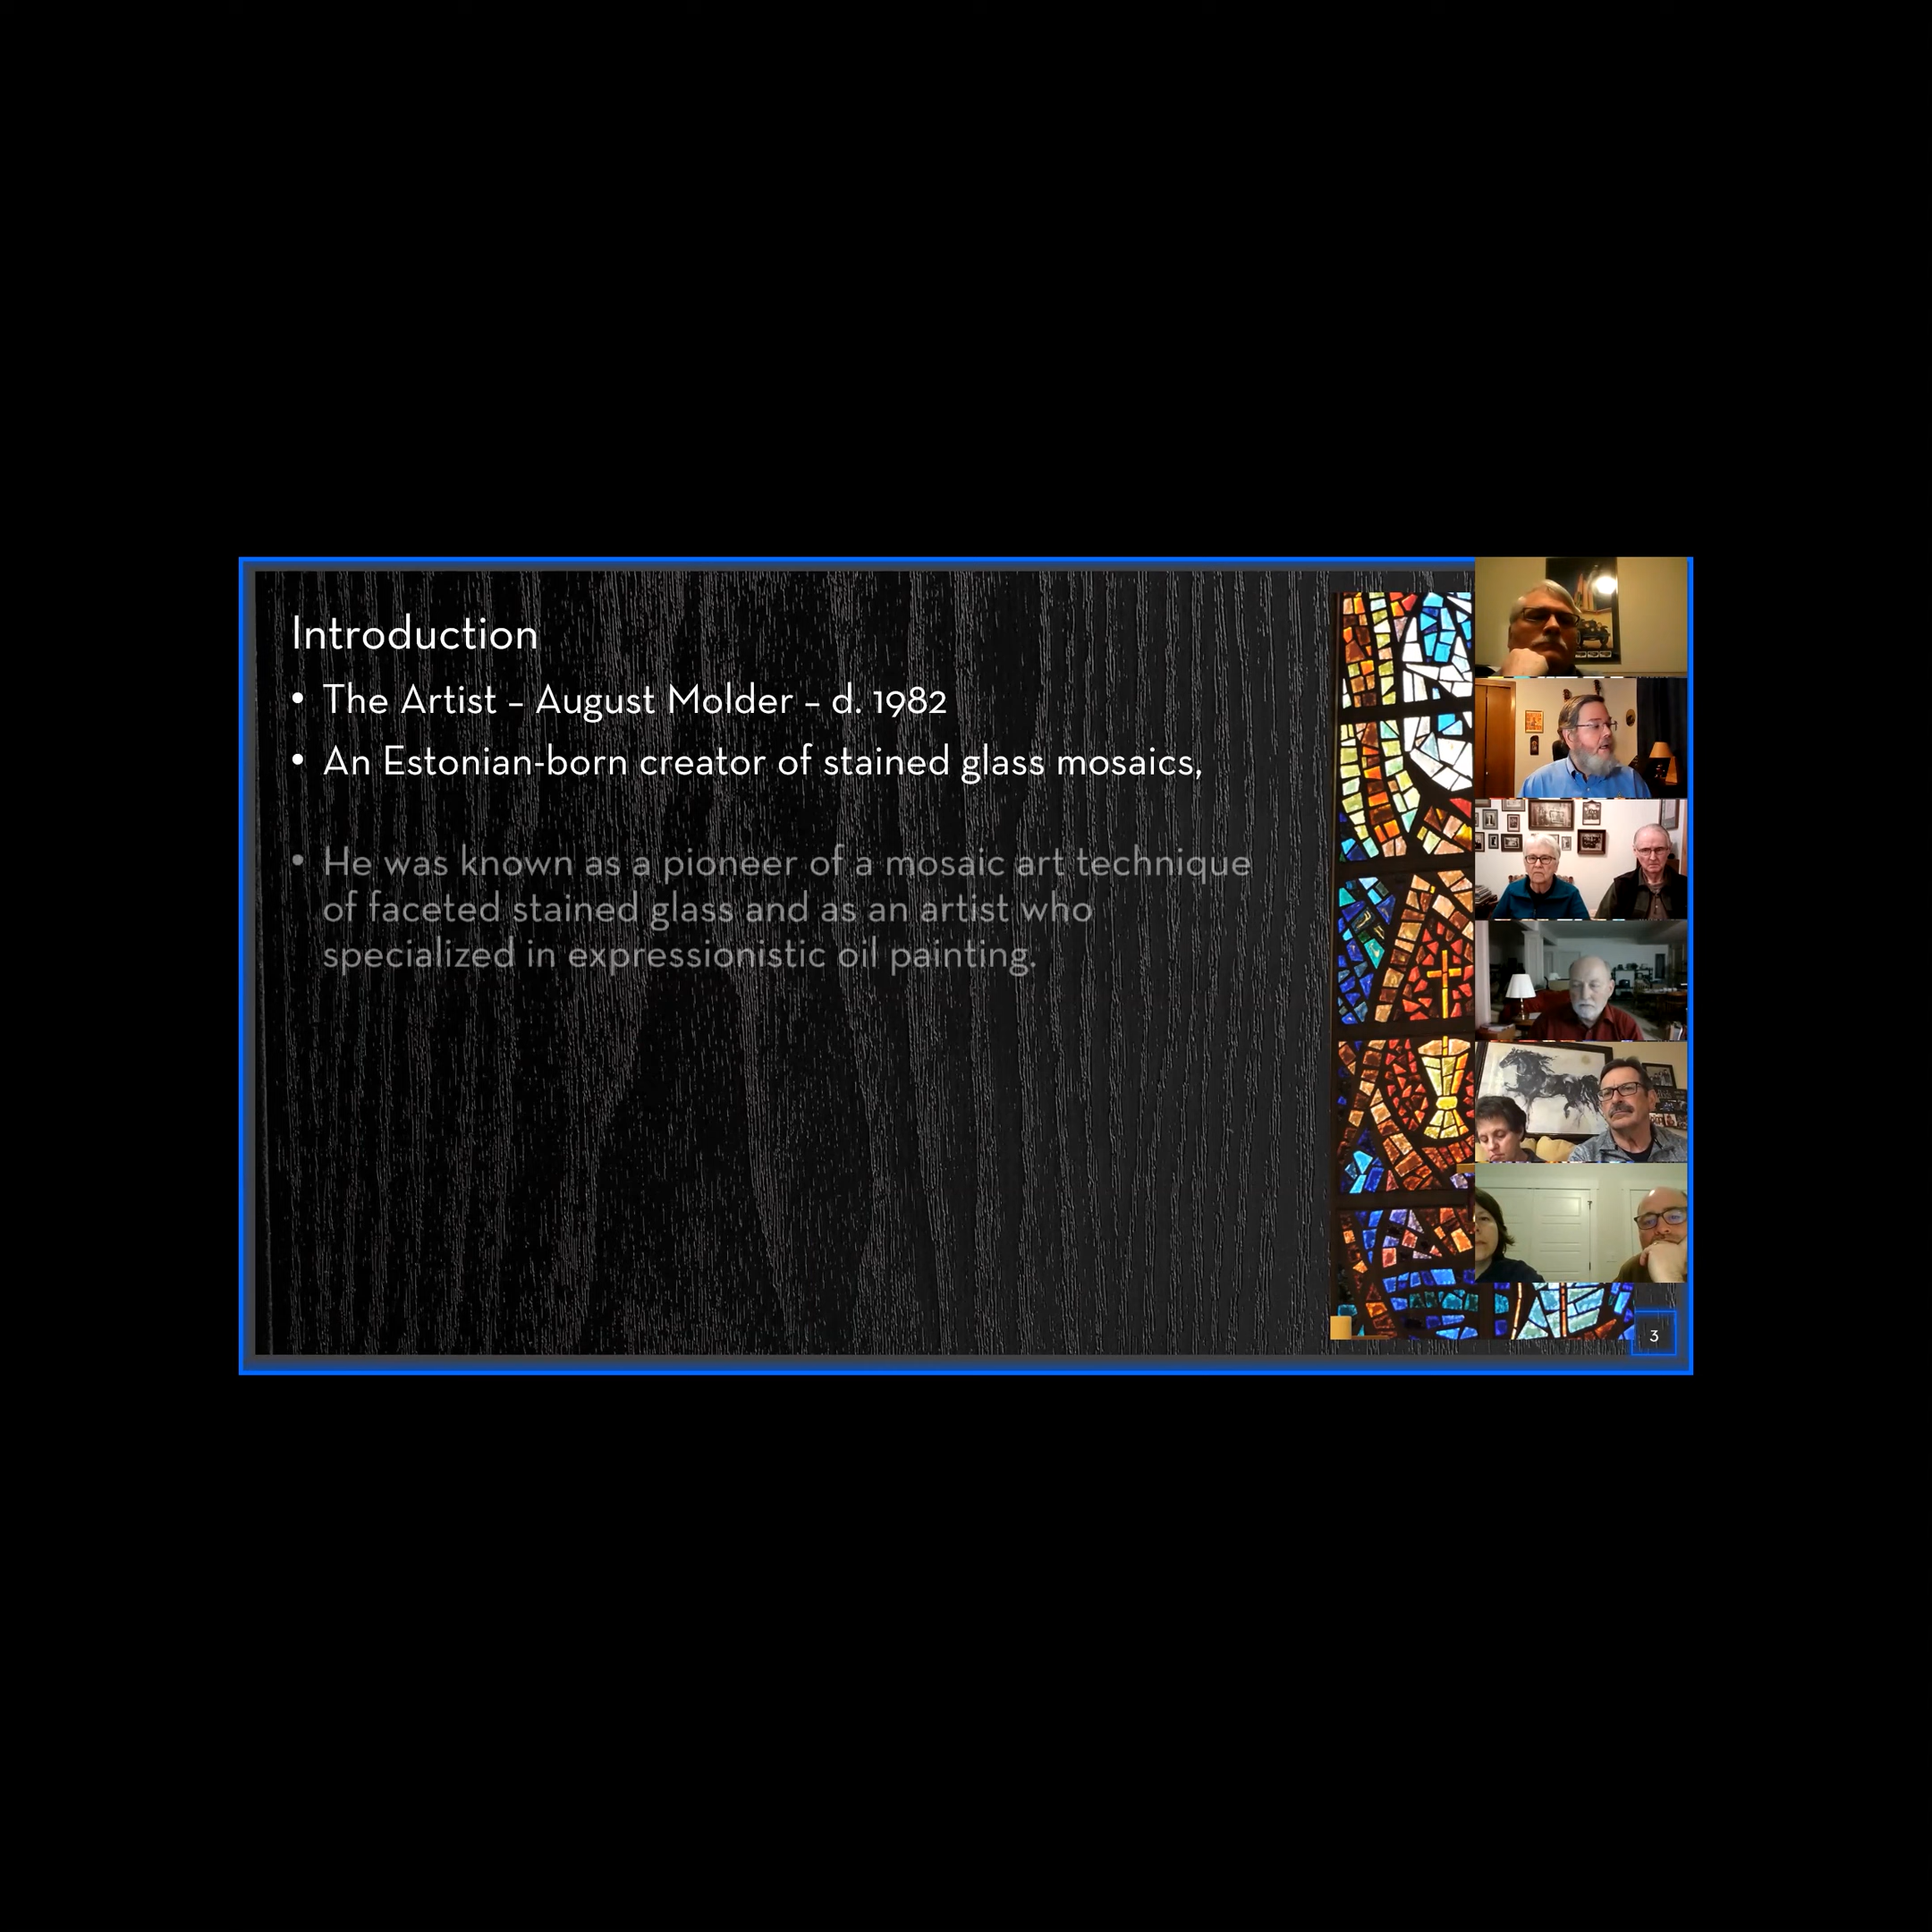 Introduction
• The Artist – August Molder – d. 1982
• An Estonian-born creator of stained glass mosaics,
• He was known as a pioneer of a mosaic art technique
of faceted stained glass and as an artist who
specialized in expressionistic oil painting.
3